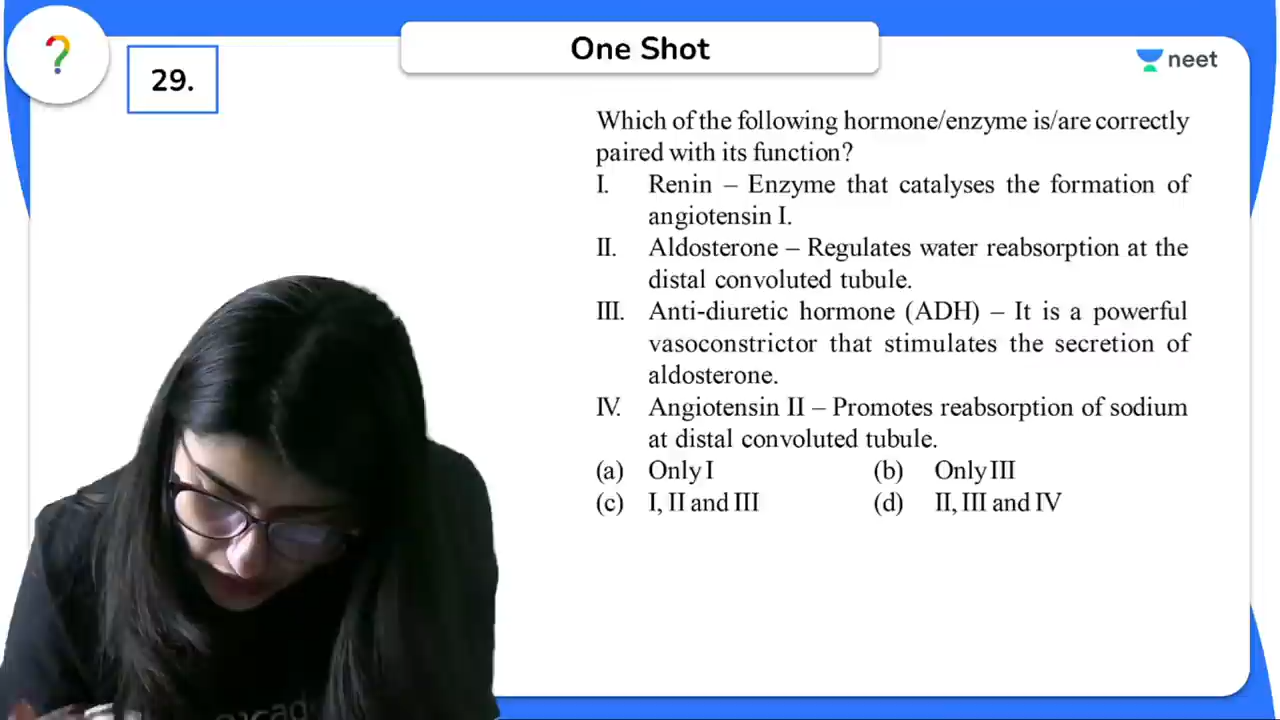 ?
One Shot
neet
29.
Which of the following hormone/enzyme is/are correctly
paired with its function?
I. Renin – Enzyme that catalyses the formation of
angiotensin I.
II. Aldosterone – Regulates water reabsorption at the
distal convoluted tubule.
III. Anti-diuretic hormone (ADH) – It is a powerful
vasoconstrictor that stimulates the secretion of
aldosterone.
IV. Angiotensin II – Promotes reabsorption of sodium
at distal convoluted tubule.
(a) Only I (b) Only III
(c) I, II and III (d) II, III and IV